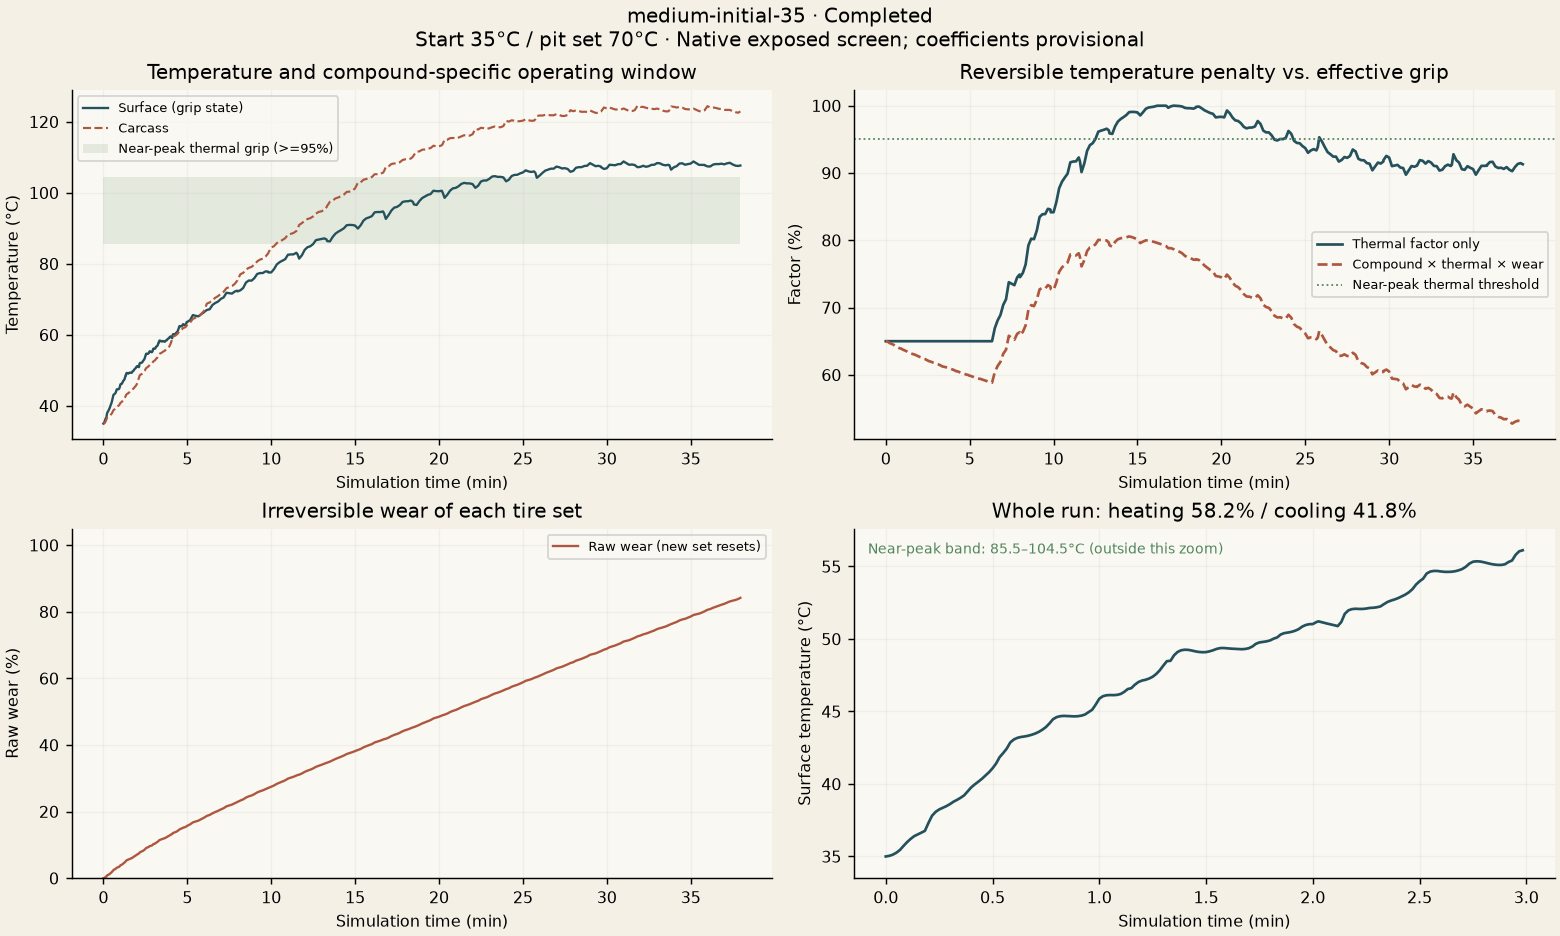 medium-initial-35 · Completed
Start 35°C / pit set 70°C · Native exposed screen; coefficients provisional
Temperature and compound-specific operating window
Surface (grip state)
Carcass
Near-peak thermal grip (>=95%)
Temperature (°C)
120
100
80
60
40
0
5
10
15
20
25
30
35
Simulation time (min)
Reversible temperature penalty vs. effective grip
Factor (%)
100
90
80
70
60
Thermal factor only
Compound × thermal × wear
Near-peak thermal threshold
0
5
10
15
20
25
30
35
Simulation time (min)
Irreversible wear of each tire set
Raw wear (new set resets)
Raw wear (%)
100
80
60
40
20
0
0
5
10
15
20
25
30
35
Simulation time (min)
Whole run: heating 58.2% / cooling 41.8%
Near-peak band: 85.5–104.5°C (outside this zoom)
Surface temperature (°C)
55
50
45
40
35
0.0
0.5
1.0
1.5
2.0
2.5
3.0
Simulation time (min)